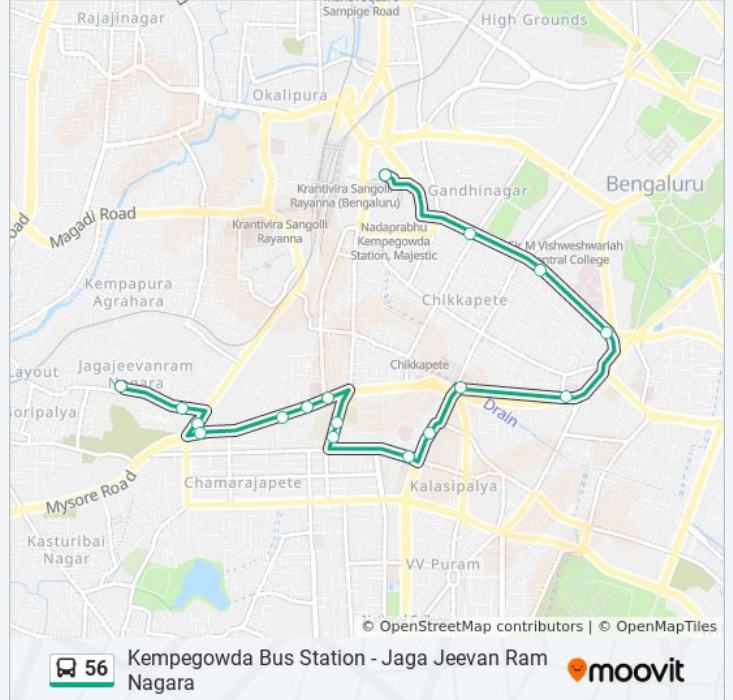 Sampige Road
Rajajinagar
High Grounds
Okalipura
Krantivira Sangolli
Rayanna (Bengaluru)
Gandhinagar
Bengaluru
Magadi Road
Krantivira Sangolli
Rayanna
Nadaprabhu
Kempegowda
Station, Majestic
Sir M Vishweshwariah
Central College
Kempapura
Agrahara
Chikkapete
Chikkapete
Layout
Jagajeevanram
Nagara
Goripalya
Drain
Mysore Road
Chamarajapete
Kalasipalya
Kasturibai
Nagar
VV Puram
© OpenStreetMap contributors | © OpenMapTiles
56
Kempegowda Bus Station - Jaga Jeevan Ram
Nagara
moovit